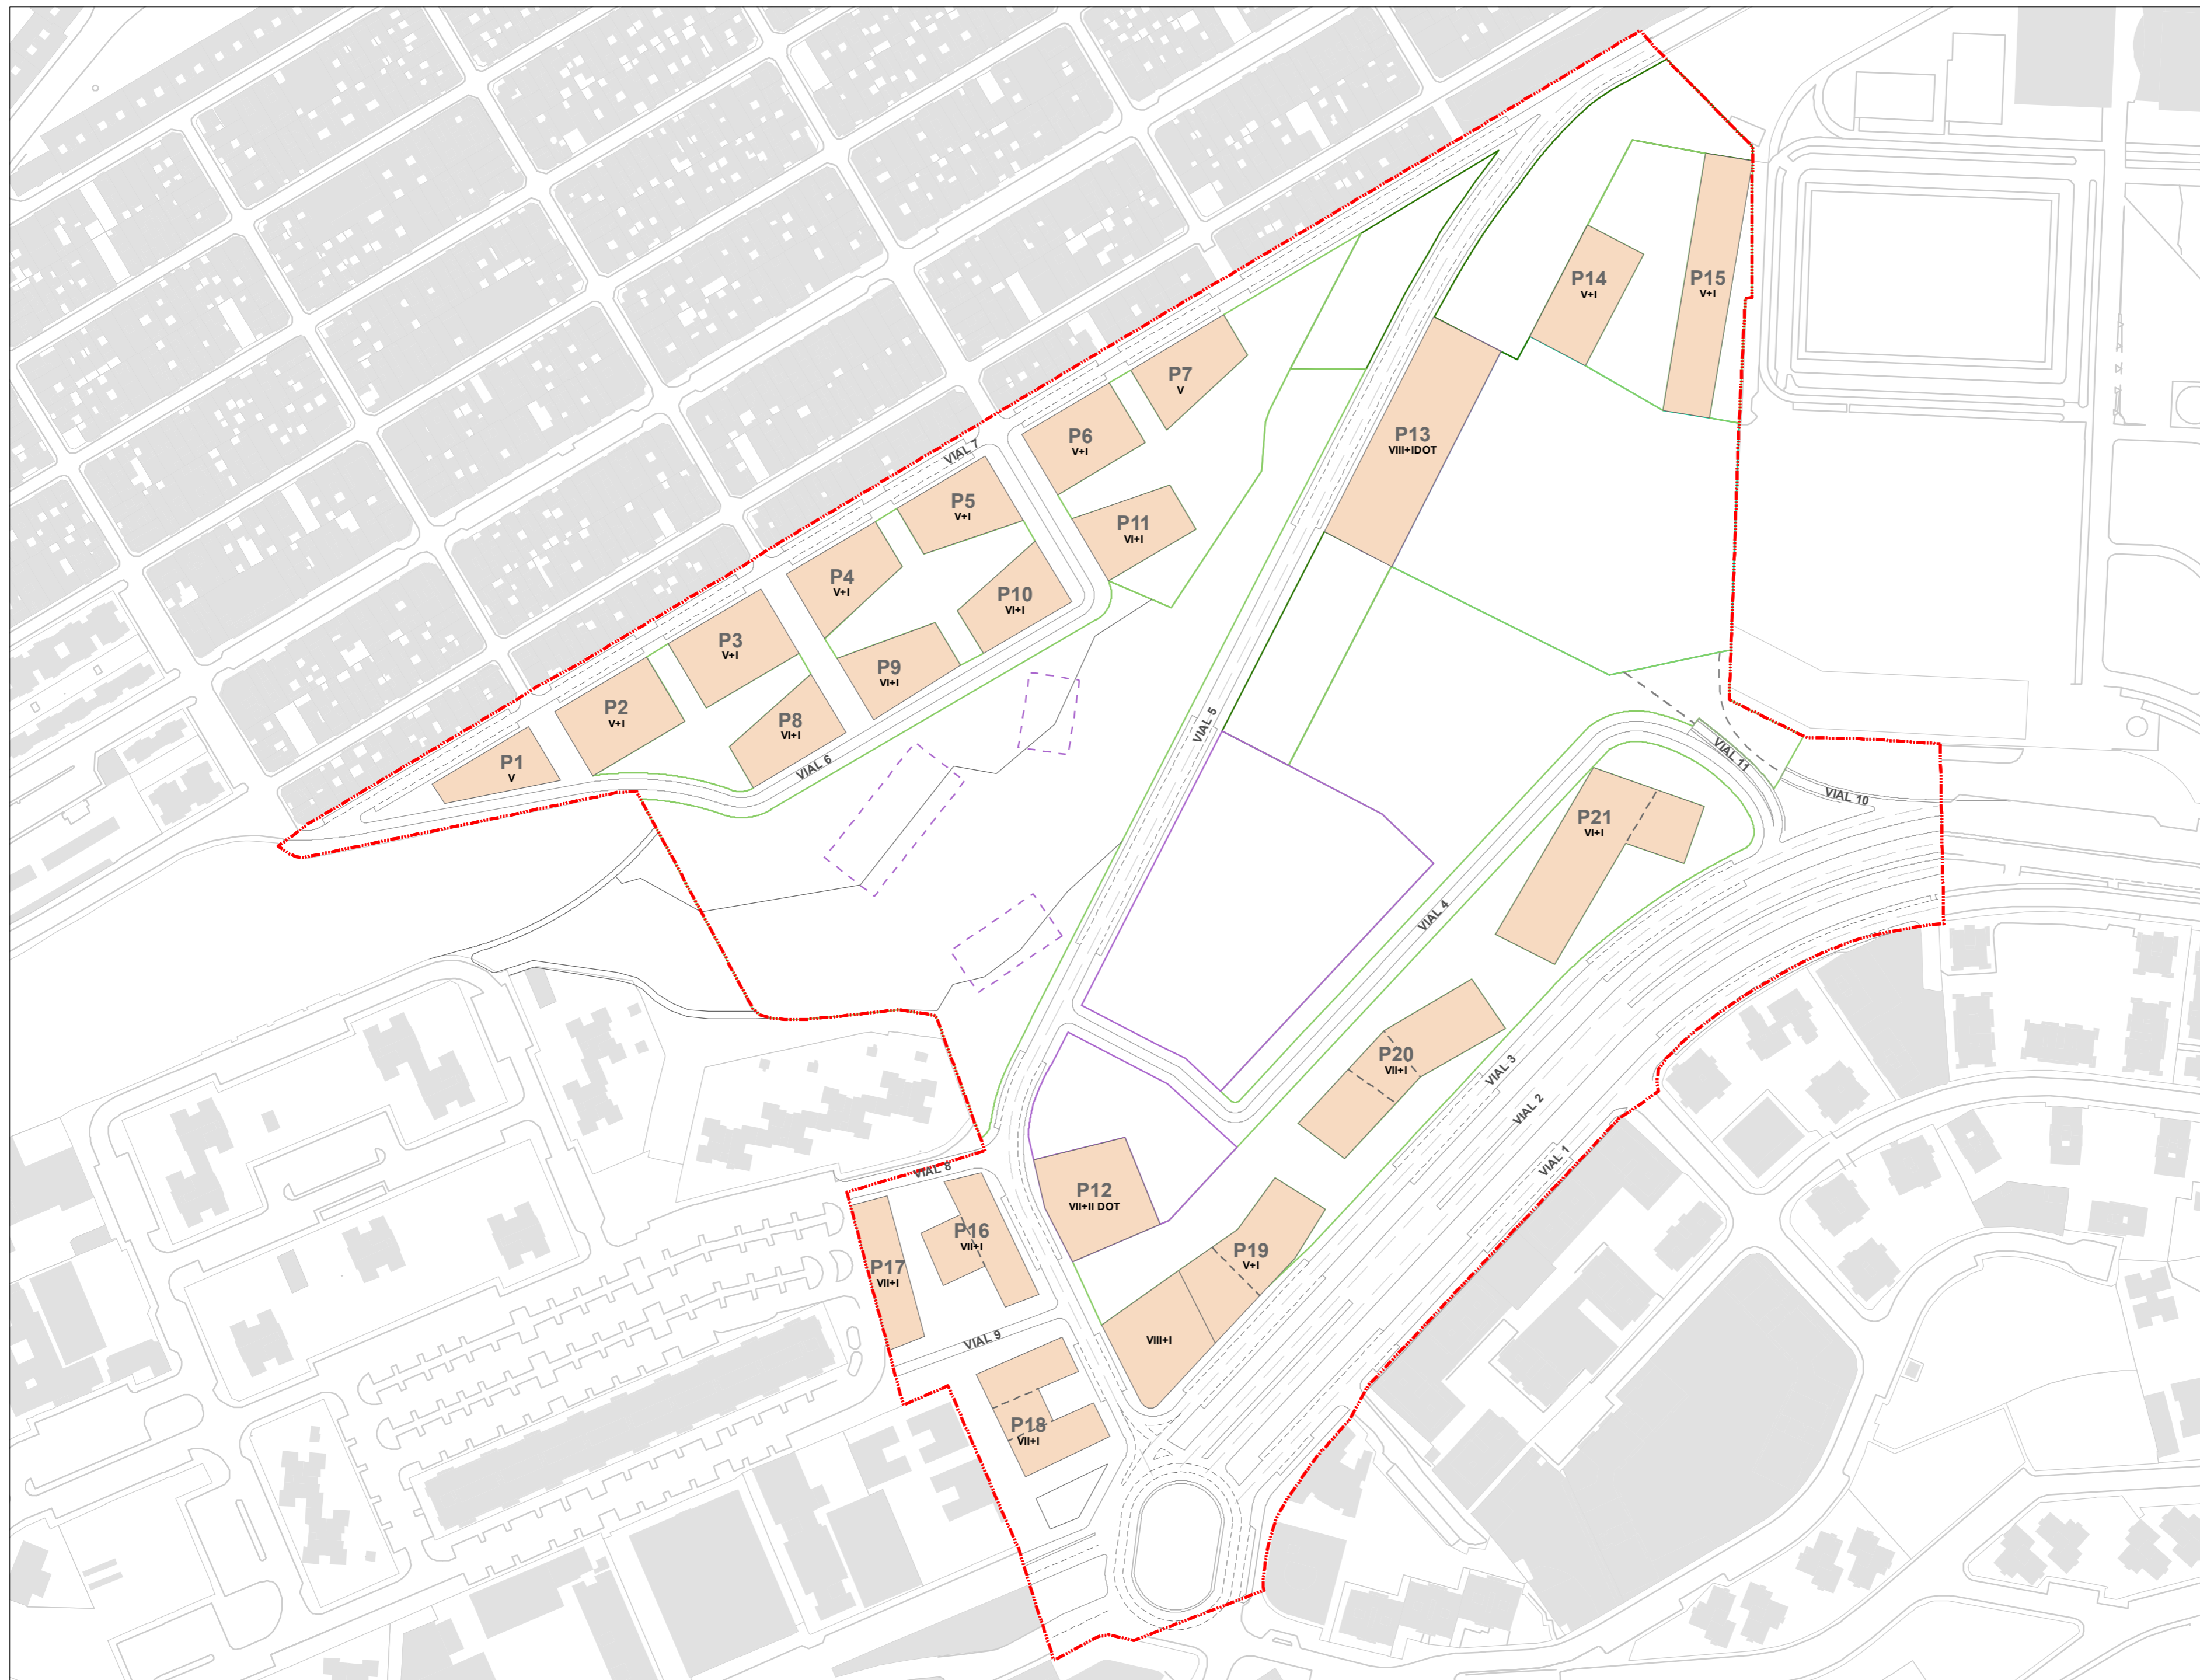 P14
V+I
P15
V+I
P7
V
P13
VIII+IDOT
P6
V+I
VIAL 7
P5
V+I
P11
VI+I
P4
V+I
P10
VI+I
P3
V+I
P9
VI+I
P2
V+I
P8
VI+I
VIAL 5
P1
V
VIAL 6
VIAL 11
VIAL 10
P21
VI+I
VIAL 4
P20
VII+I
VIAL 3
VIAL 2
VIAL 1
VIAL 8
P12
VII+II DOT
P16
VII+I
P19
V+I
P17
VII+I
VIII+I
VIAL 9
P18
VII+I